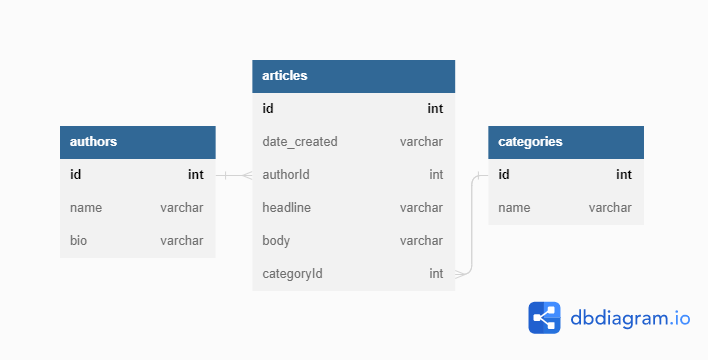 authors
id int
name varchar
bio varchar
articles
id int
date_created varchar
authorId int
headline varchar
body varchar
categoryId int
categories
id int
name varchar
dbdiagram.io